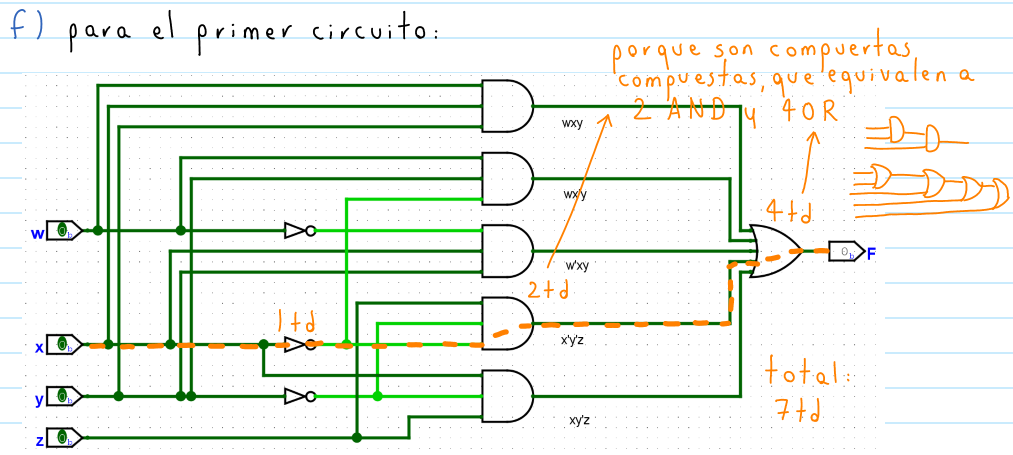 f) para el primer circuito:
porque son compuertas
compuestas, que equivalen a
2 AND y 4 OR
wxy
wx'y
w
4td
0b F
w'xy
2td
1td
x
x'y'z
total:
7td
y
xy'z
z